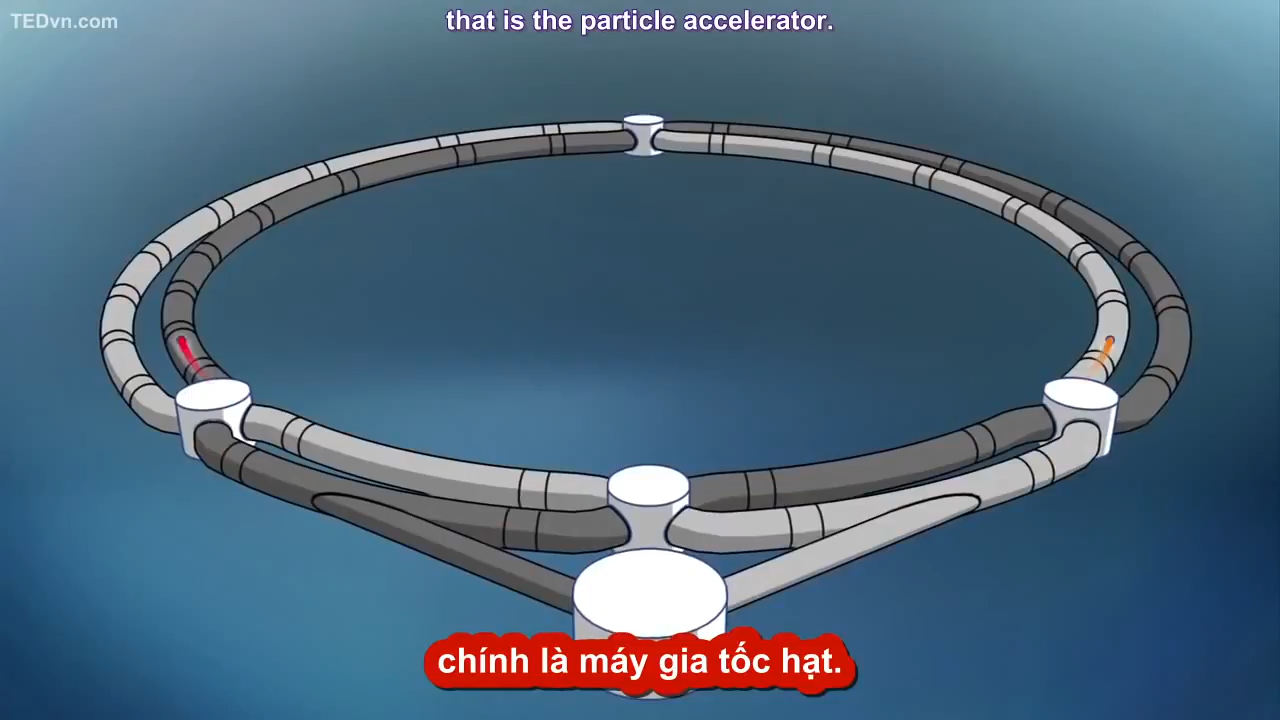 TEDvn.com
that is the particle accelerator.
chính là máy gia tốc hạt.